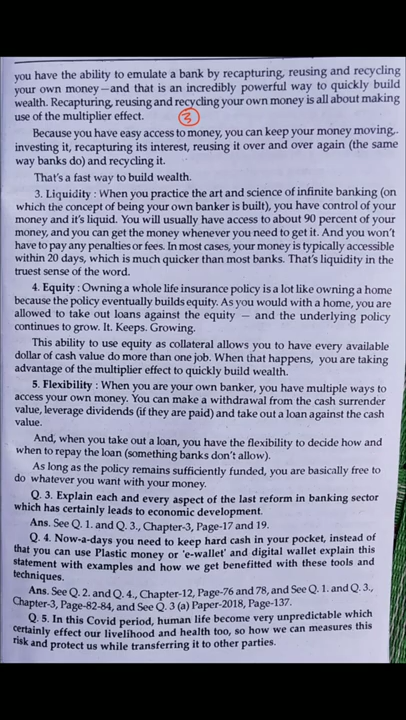 you have the ability to emulate a bank by recapturing, reusing and recycling
your own money—and that is an incredibly powerful way to quickly build
wealth. Recapturing, reusing and recycling your own money is all about making
use of the multiplier effect.
3
Because you have easy access to money, you can keep your money moving,
investing it, recapturing its interest, reusing it over and over again (the same
way banks do) and recycling it.
That's a fast way to build wealth.
3. Liquidity : When you practice the art and science of infinite banking (on
which the concept of being your own banker is built), you have control of your
money and it's liquid. You will usually have access to about 90 percent of your
money, and you can get the money whenever you need to get it. And you won't
have to pay any penalties or fees. In most cases, your money is typically accessible
within 20 days, which is much quicker than most banks. That's liquidity in the
truest sense of the word.
4. Equity : Owning a whole life insurance policy is a lot like owning a home
because the policy eventually builds equity. As you would with a home, you are
allowed to take out loans against the equity — and the underlying policy
continues to grow. It. Keeps. Growing.
This ability to use equity as collateral allows you to have every available
dollar of cash value do more than one job. When that happens, you are taking
advantage of the multiplier effect to quickly build wealth.
5. Flexibility : When you are your own banker, you have multiple ways to
access your own money. You can make a withdrawal from the cash surrender
value, leverage dividends (if they are paid) and take out a loan against the cash
value.
And, when you take out a loan, you have the flexibility to decide how and
when to repay the loan (something banks don't allow).
As long as the policy remains sufficiently funded, you are basically free to
do whatever you want with your money.
Q. 3. Explain each and every aspect of the last reform in banking sector
which has certainly leads to economic development.
Ans. See Q. 1. and Q. 3., Chapter-3, Page-17 and 19.
Q. 4. Now-a-days you need to keep hard cash in your pocket, instead of
that you can use Plastic money or 'e-wallet' and digital wallet explain this
statement with examples and how we get benefitted with these tools and
techniques.
Ans. See Q. 2. and Q. 4., Chapter-12, Page-76 and 78, and See Q. 1. and Q. 3.,
Chapter-3, Page-82-84, and See Q. 3 (a) Paper-2018, Page-137.
Q. 5. In this Covid period, human life become very unpredictable which
certainly effect our livelihood and health too, so how we can measures this
risk and protect us while transferring it to other parties.